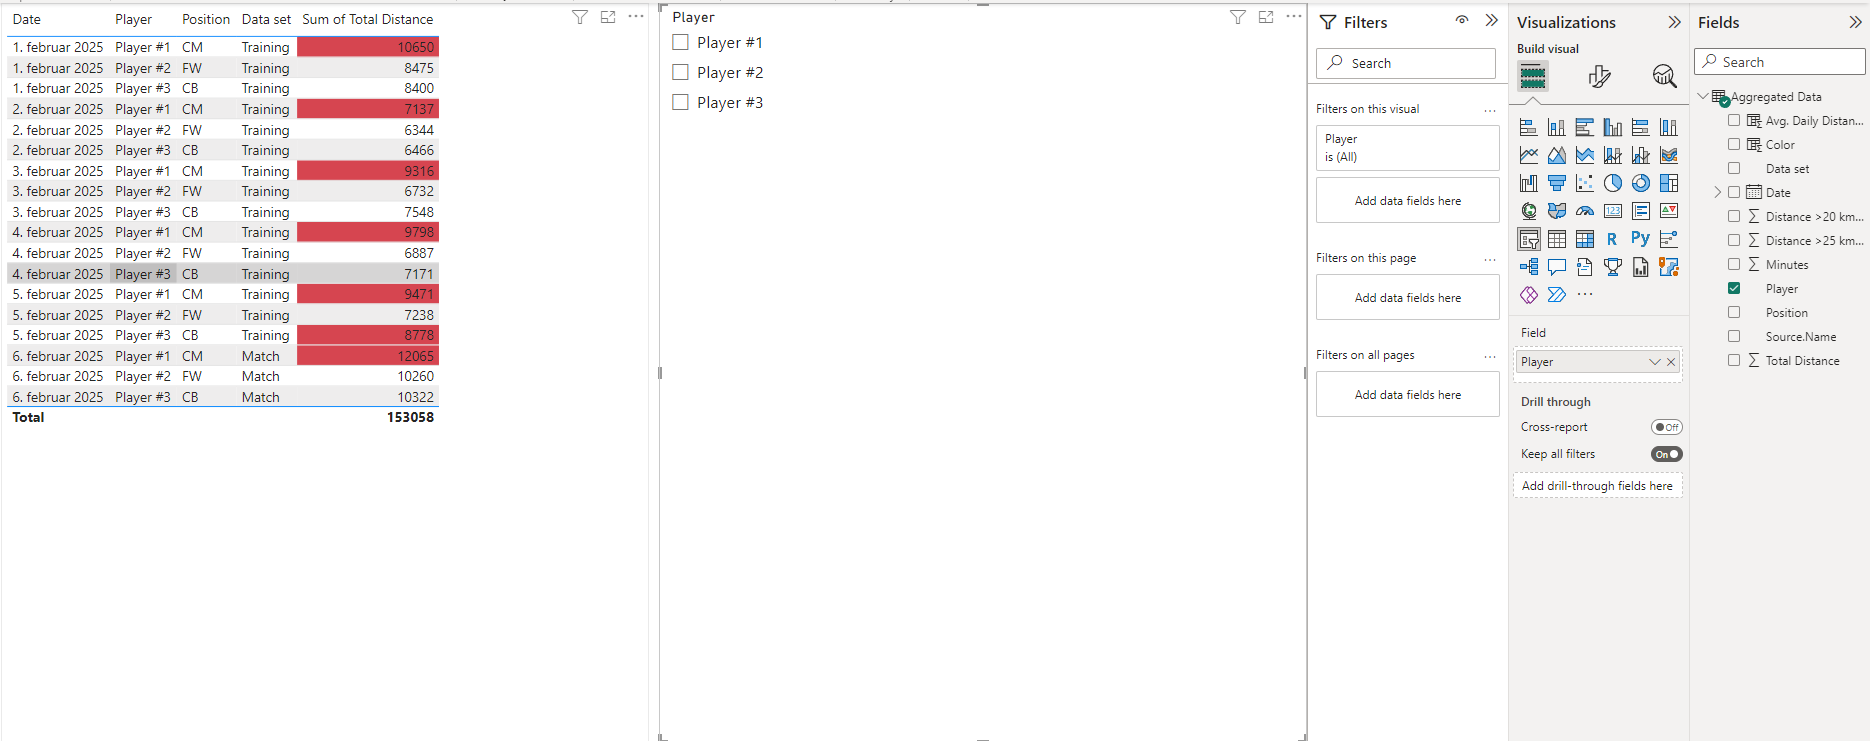 Date Player Position Data set Sum of Total Distance
1. februar 2025 Player #1 CM Training 10650
1. februar 2025 Player #2 FW Training 8475
1. februar 2025 Player #3 CB Training 8400
2. februar 2025 Player #1 CM Training 7137
2. februar 2025 Player #2 FW Training 6344
2. februar 2025 Player #3 CB Training 6466
3. februar 2025 Player #1 CM Training 9316
3. februar 2025 Player #2 FW Training 6732
3. februar 2025 Player #3 CB Training 7548
4. februar 2025 Player #1 CM Training 9798
4. februar 2025 Player #2 FW Training 6887
4. februar 2025 Player #3 CB Training 7171
5. februar 2025 Player #1 CM Training 9471
5. februar 2025 Player #2 FW Training 7238
5. februar 2025 Player #3 CB Training 8778
6. februar 2025 Player #1 CM Match 12065
6. februar 2025 Player #2 FW Match 10260
6. februar 2025 Player #3 CB Match 10322
Total 153058
Player
Player #1
Player #2
Player #3
Filters
Search
Filters on this visual
Player
is (All)
Add data fields here
Filters on this page
Add data fields here
Filters on all pages
Add data fields here
Visualizations
Build visual
123
R Py
Field
Player
Drill through
Cross-report Off
Keep all filters On
Add drill-through fields here
Fields
Search
Aggregated Data
Avg. Daily Distan...
Color
Data set
Date
Distance >20 km...
Distance >25 km...
Minutes
Player
Position
Source.Name
Total Distance